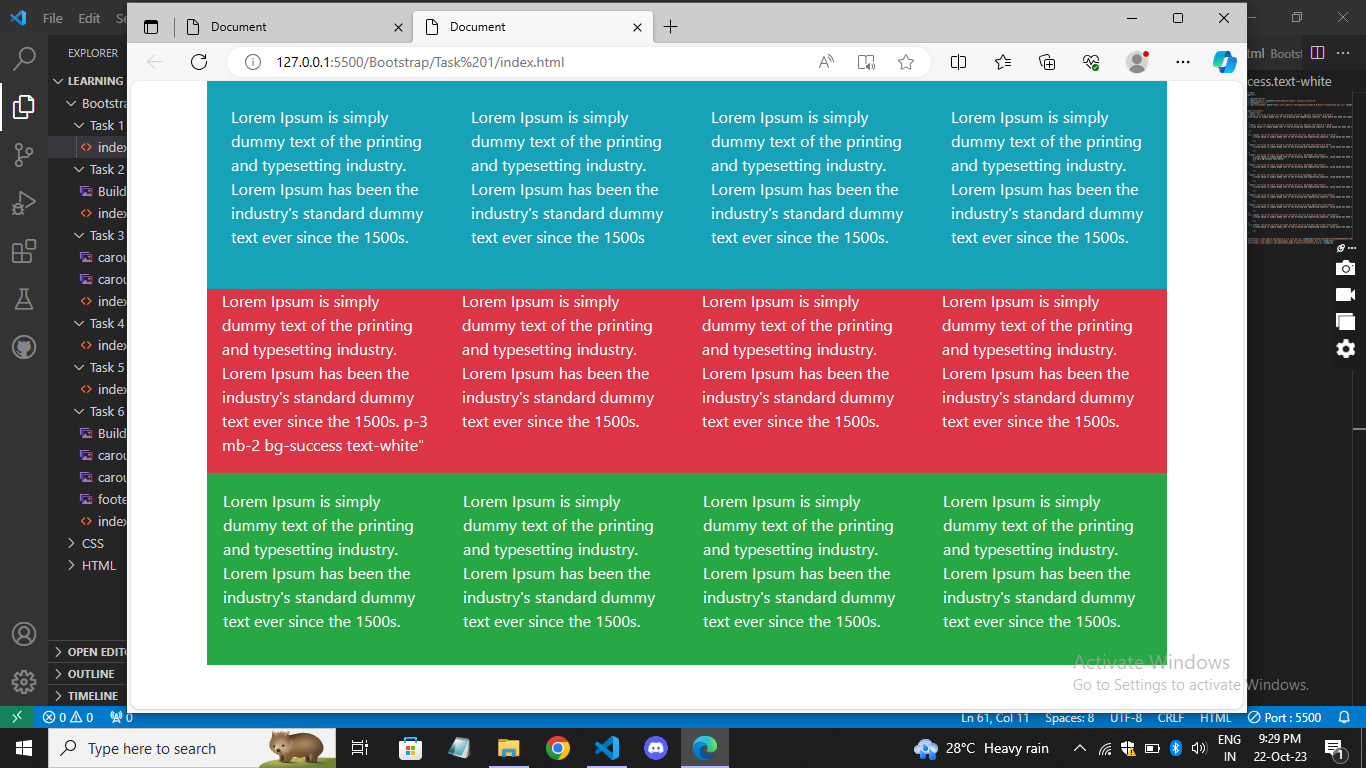 File Edit Se
Document
Document
127.0.0.1:5500/Bootstrap/Task%201/index.html
tml Bootst
cess.text-white
EXPLORER
LEARNING
Bootstra
Task 1
index
Task 2
Build
index
Task 3
carou
carou
index
Task 4
index
Task 5
index
Task 6
Build
carou
carou
foote
index
CSS
HTML
OPEN EDIT
OUTLINE
TIMELINE
Lorem Ipsum is simply
dummy text of the printing
and typesetting industry.
Lorem Ipsum has been the
industry's standard dummy
text ever since the 1500s.
Lorem Ipsum is simply
dummy text of the printing
and typesetting industry.
Lorem Ipsum has been the
industry's standard dummy
text ever since the 1500s
Lorem Ipsum is simply
dummy text of the printing
and typesetting industry.
Lorem Ipsum has been the
industry's standard dummy
text ever since the 1500s.
Lorem Ipsum is simply
dummy text of the printing
and typesetting industry.
Lorem Ipsum has been the
industry's standard dummy
text ever since the 1500s.
Lorem Ipsum is simply
dummy text of the printing
and typesetting industry.
Lorem Ipsum has been the
industry's standard dummy
text ever since the 1500s. p-3
mb-2 bg-success text-white"
Lorem Ipsum is simply
dummy text of the printing
and typesetting industry.
Lorem Ipsum has been the
industry's standard dummy
text ever since the 1500s.
Lorem Ipsum is simply
dummy text of the printing
and typesetting industry.
Lorem Ipsum has been the
industry's standard dummy
text ever since the 1500s.
Lorem Ipsum is simply
dummy text of the printing
and typesetting industry.
Lorem Ipsum has been the
industry's standard dummy
text ever since the 1500s.
Lorem Ipsum is simply
dummy text of the printing
and typesetting industry.
Lorem Ipsum has been the
industry's standard dummy
text ever since the 1500s.
Lorem Ipsum is simply
dummy text of the printing
and typesetting industry.
Lorem Ipsum has been the
industry's standard dummy
text ever since the 1500s.
Lorem Ipsum is simply
dummy text of the printing
and typesetting industry.
Lorem Ipsum has been the
industry's standard dummy
text ever since the 1500s.
Lorem Ipsum is simply
dummy text of the printing
and typesetting industry.
Lorem Ipsum has been the
industry's standard dummy
text ever since the 1500s.
Activate Windows
Go to Settings to activate Windows.
0 0 0 Ln 61, Col 11 Spaces: 8 UTF-8 CRLF HTML Port : 5500
Type here to search
28°C Heavy rain
ENG
IN
9:29 PM
22-Oct-23
1